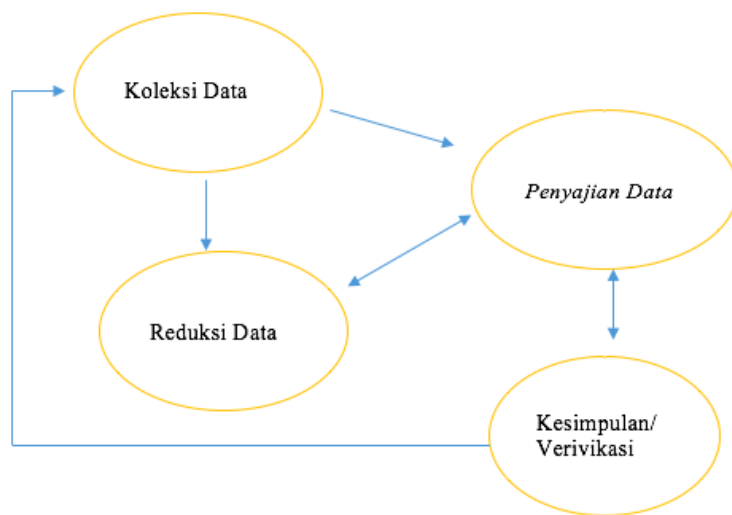 Koleksi Data
Penyajian Data
Reduksi Data
Kesimpulan/
Verivikasi